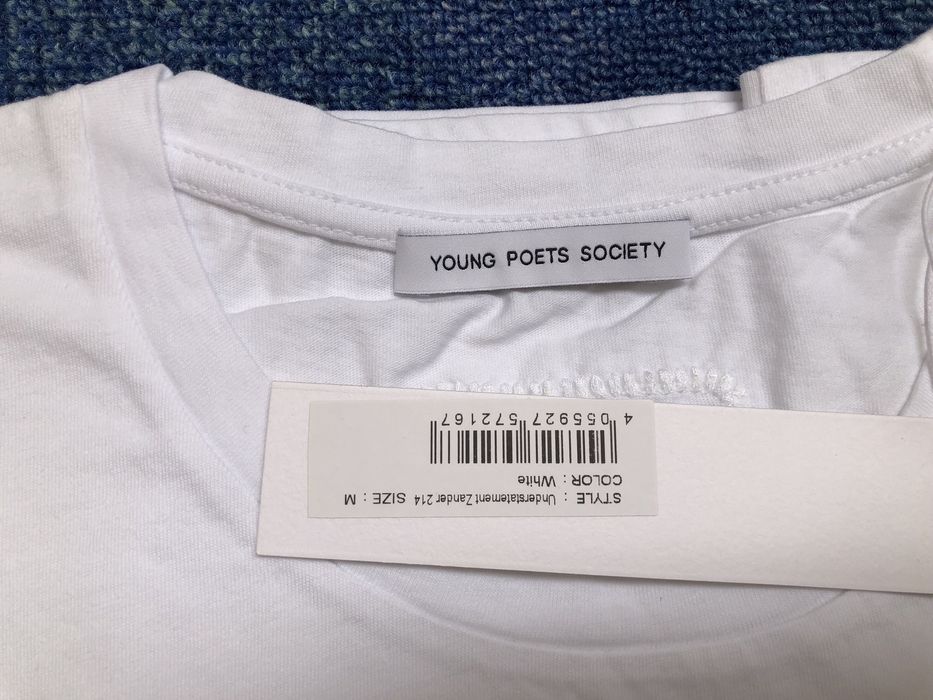 YOUNG POETS SOCIETY
STYLE : Understatement Zander 214 SIZE : M
COLOR : White
4 055927 572167